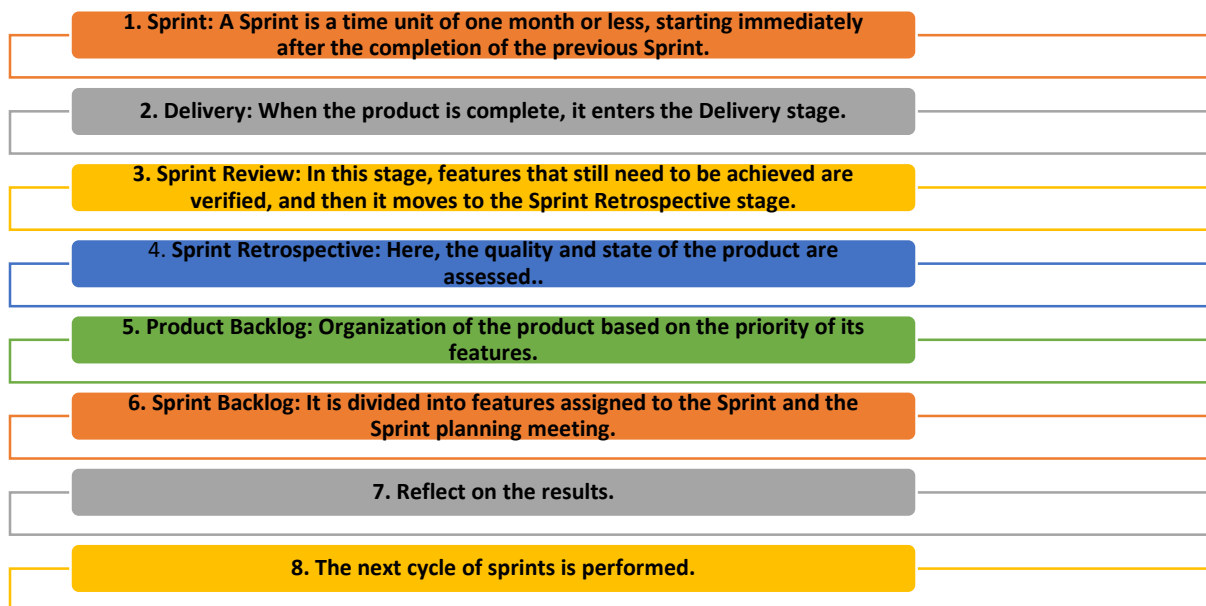 1. Sprint: A Sprint is a time unit of one month or less, starting immediately
after the completion of the previous Sprint.
2. Delivery: When the product is complete, it enters the Delivery stage.
3. Sprint Review: In this stage, features that still need to be achieved are
verified, and then it moves to the Sprint Retrospective stage.
4. Sprint Retrospective: Here, the quality and state of the product are
assessed..
5. Product Backlog: Organization of the product based on the priority of its
features.
6. Sprint Backlog: It is divided into features assigned to the Sprint and the
Sprint planning meeting.
7. Reflect on the results.
8. The next cycle of sprints is performed.